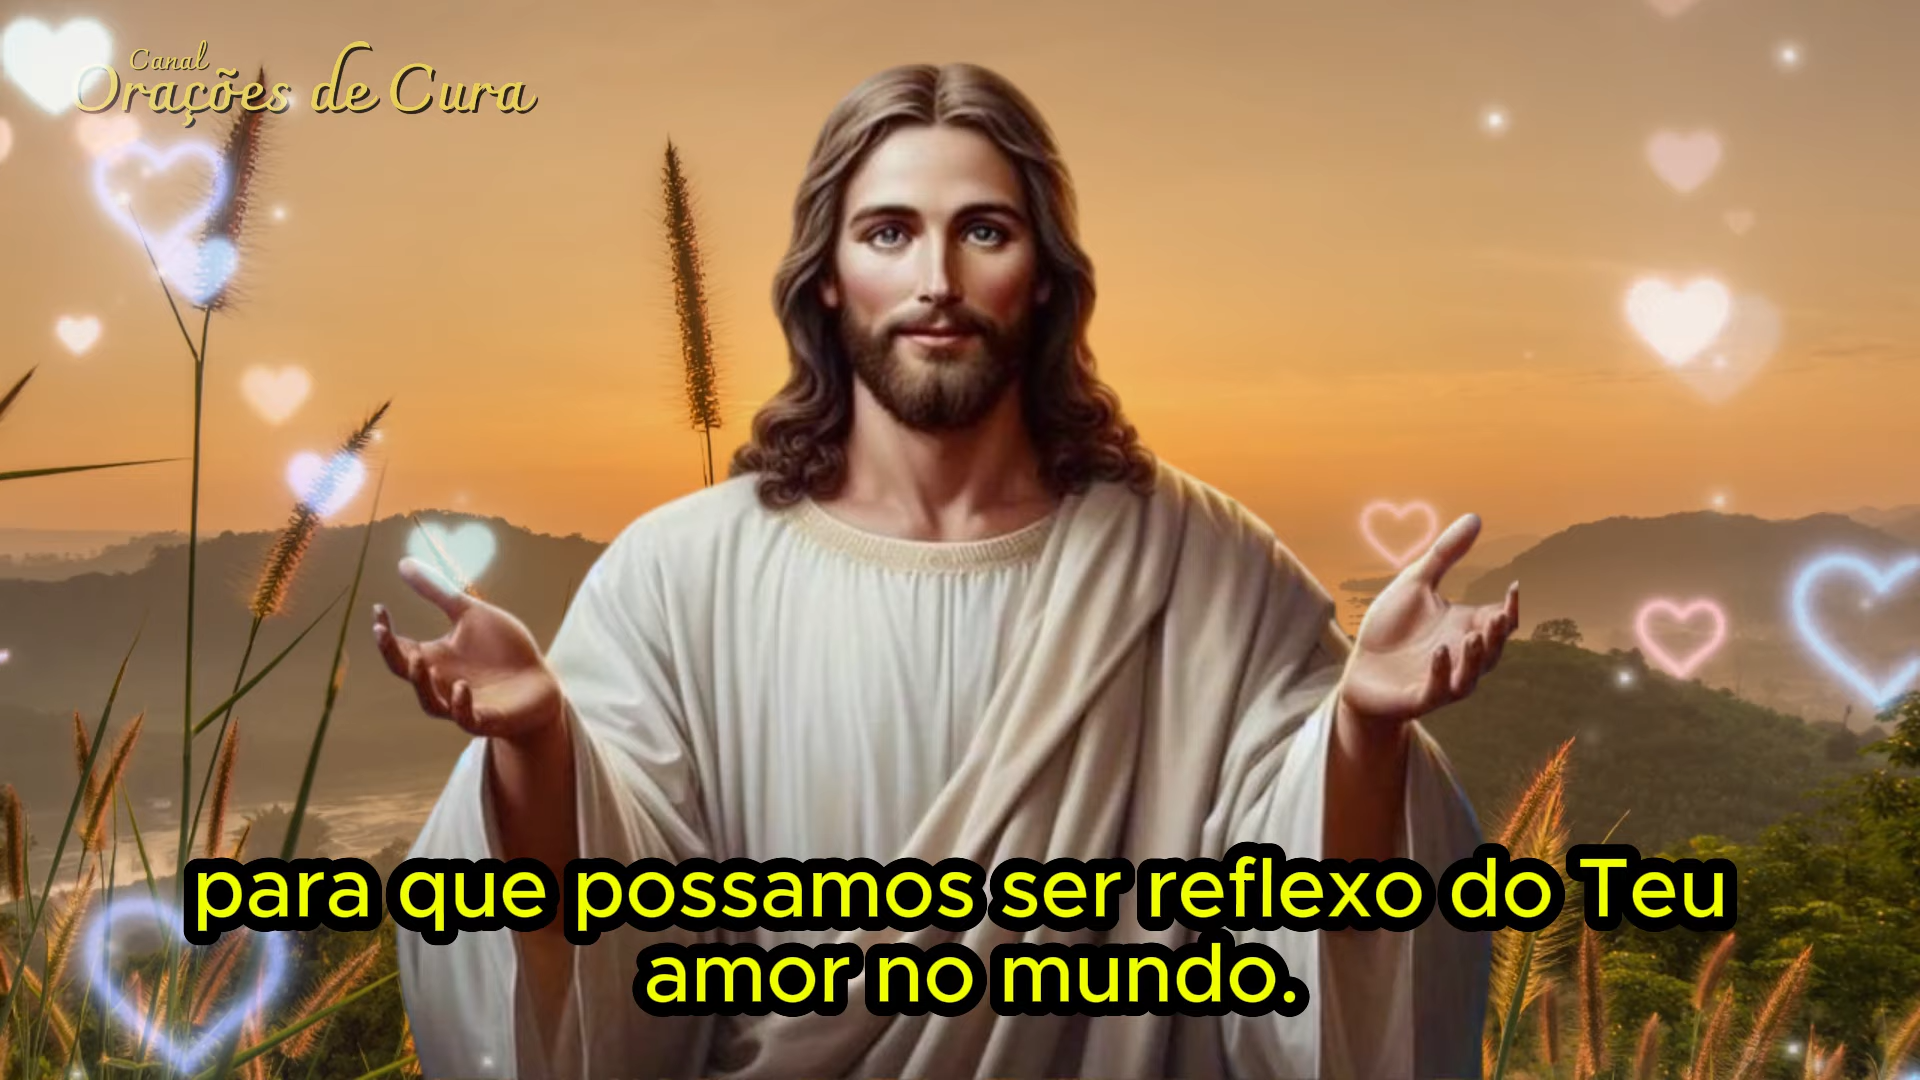 Canal
Orações de Cura
para que possamos ser reflexo do Teu
amor no mundo.